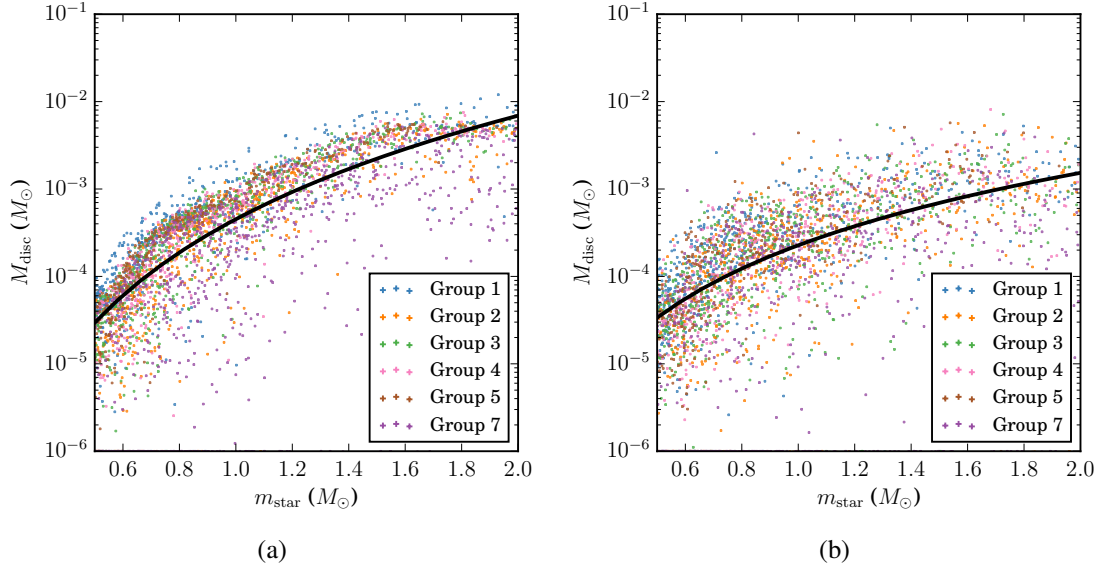 10⁻¹
10⁻²
10⁻³
10⁻⁴
10⁻⁵
10⁻⁶
M_disc (M_⊙)
0.6 0.8 1.0 1.2 1.4 1.6 1.8 2.0
m_star (M_⊙)
Group 1
Group 2
Group 3
Group 4
Group 5
Group 7
(a)
10⁻¹
10⁻²
10⁻³
10⁻⁴
10⁻⁵
10⁻⁶
M_disc (M_⊙)
0.6 0.8 1.0 1.2 1.4 1.6 1.8 2.0
m_star (M_⊙)
Group 1
Group 2
Group 3
Group 4
Group 5
Group 7
(b)